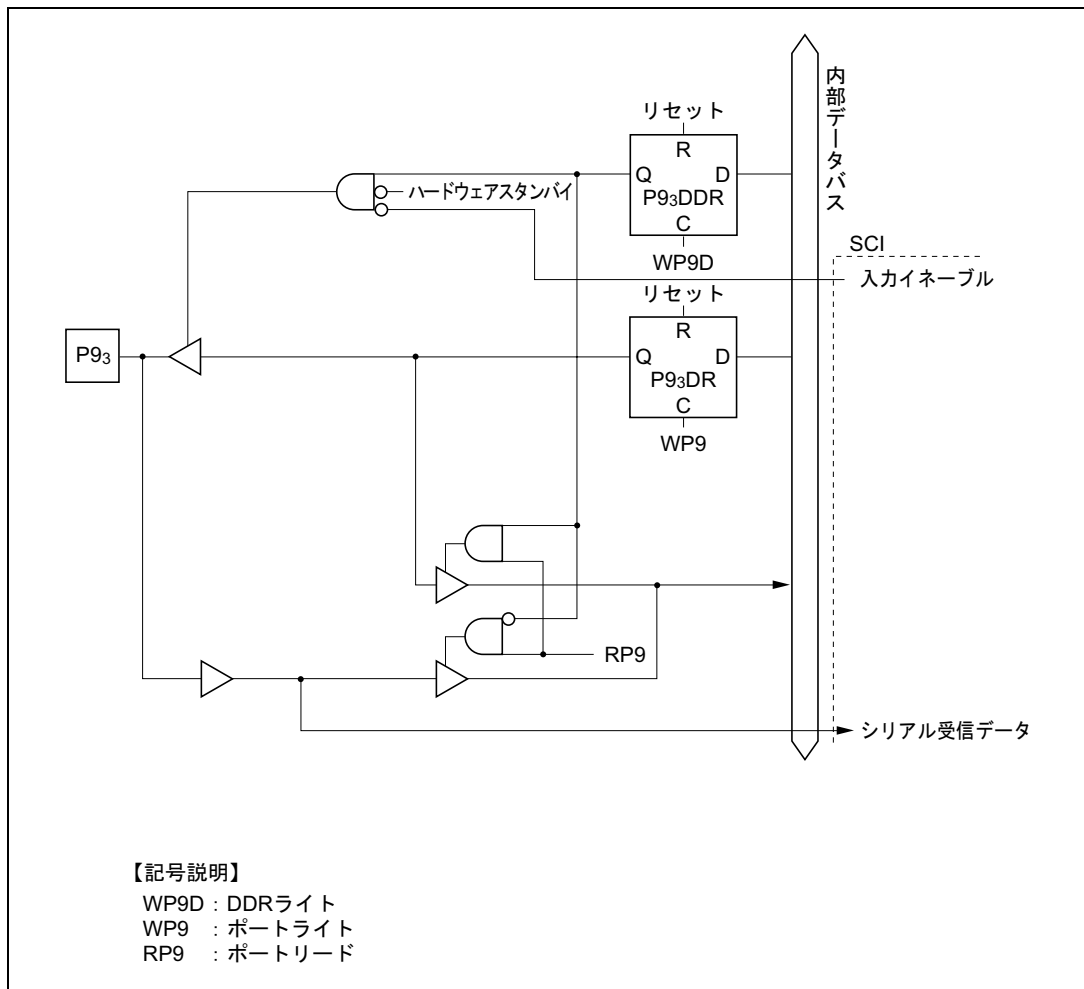 リセット
R
Q D
P9₃DDR
C
WP9D
ハードウェアスタンバイ
内部データバス
SCI
入力イネーブル
リセット
R
Q D
P9₃DR
C
WP9
P9₃
RP9
シリアル受信データ
【記号説明】
WP9D : DDRライト
WP9 : ポートライト
RP9 : ポートリード